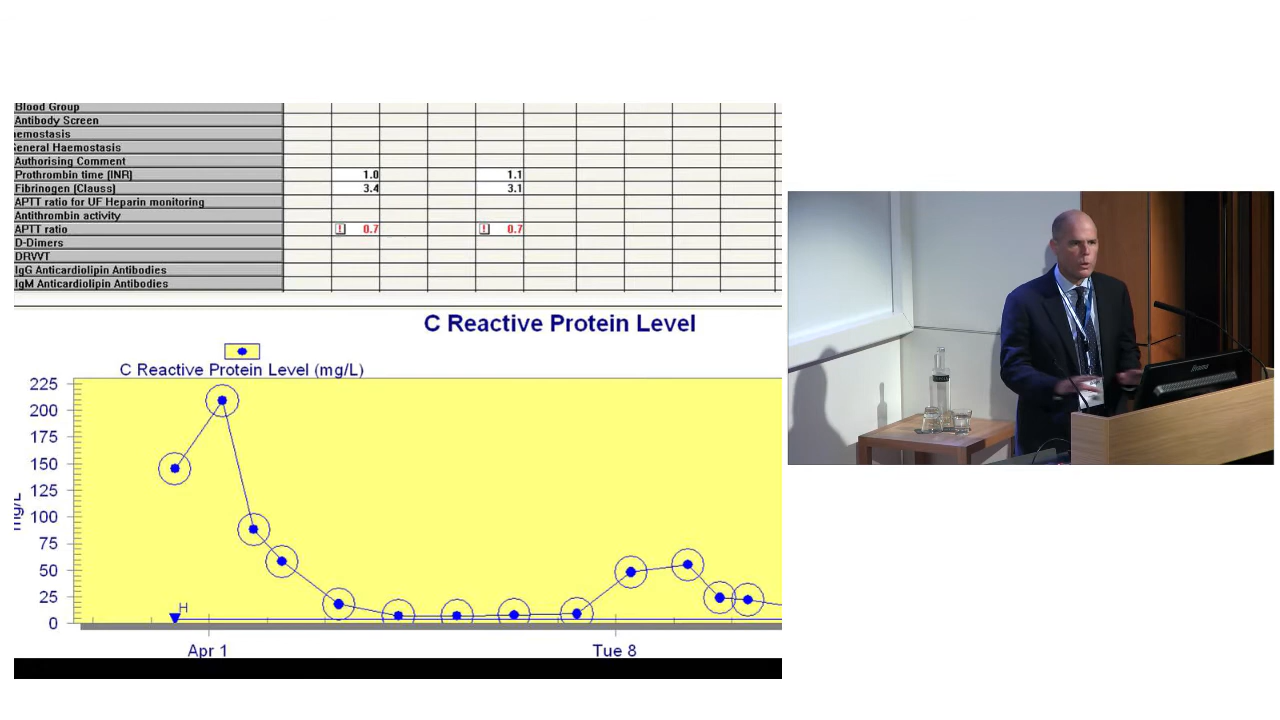 Blood Group
Antibody Screen
aemostasis
General Haemostasis
Authorising Comment
Prothrombin time (INR) 1.0 1.1
Fibrinogen (Clauss) 3.4 3.1
APTT ratio for UF Heparin monitoring
Antithrombin activity
APTT ratio ! 0.7 ! 0.7
D-Dimers
DRVVT
IgG Anticardiolipin Antibodies
IgM Anticardiolipin Antibodies
C Reactive Protein Level
C Reactive Protein Level (mg/L)
225
200
175
150
125
100
75
50
25
0
mg/L
H
Apr 1
Tue 8